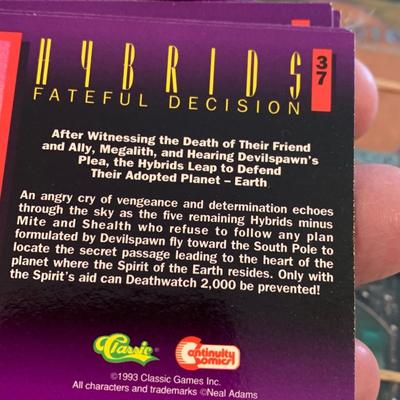 HYBRIDS
37
FATEFUL DECISION
After Witnessing the Death of Their Friend
and Ally, Megalith, and Hearing Devilspawn's
Plea, the Hybrids Leap to Defend
Their Adopted Planet – Earth
An angry cry of vengeance and determination echoes
through the sky as the five remaining Hybrids minus
Mite and Shealth who refuse to follow any plan
formulated by Devilspawn fly toward the South Pole to
locate the secret passage leading to the heart of the
planet where the Spirit of the Earth resides. Only with
the Spirit's aid can Deathwatch 2,000 be prevented!
Classic
Continuity
Comics
©1993 Classic Games Inc.
All characters and trademarks ©Neal Adams